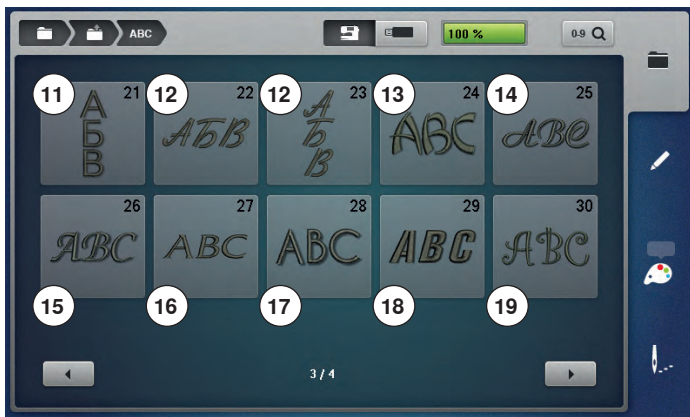 ABC 100 % 0-9
11 21 12 22 12 23 13 24 14 25
А
Б
В
АБВ
А
Б
В
ABC
ABC
26 27 28 29 30
ABC ABC ABC ABC ABC
15 16 17 18 19
3 / 4